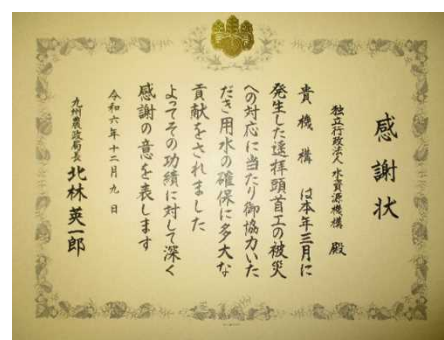 感謝状
独立行政法人 水資源機構 殿
貴機構は本年三月に
発生した遥拝頭首工の被災
への対応に当たり御協力いた
だき用水の確保に多大な
貢献をされました
よってその功績に対して深く
感謝の意を表します
令和六年十二月九日
九州農政局長 北林英一郎